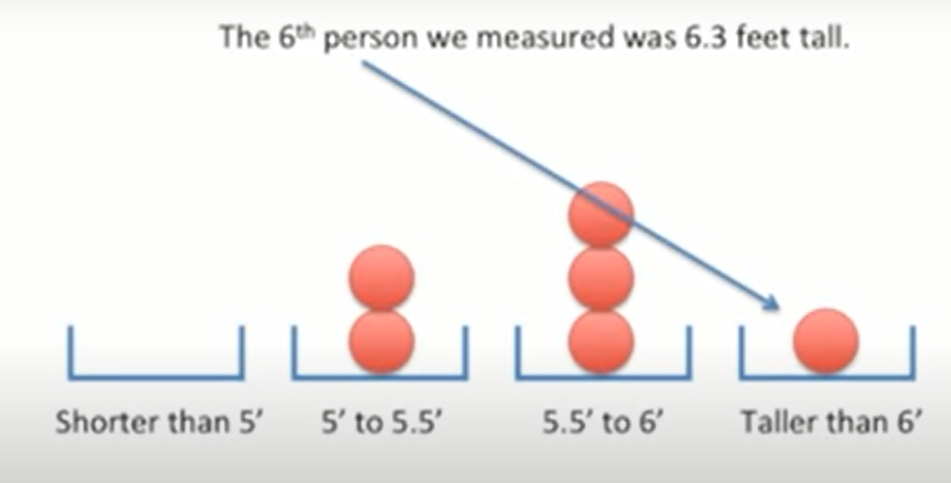 The 6th person we measured was 6.3 feet tall.
Shorter than 5′ 5′ to 5.5′ 5.5′ to 6′ Taller than 6′